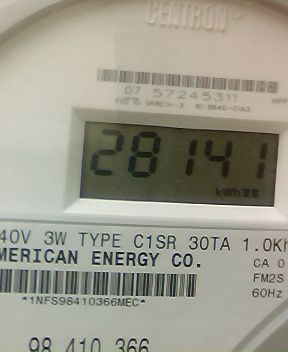 CENTRON®
07 57245311
28141
kWh
40V 3W TYPE C1SR 30TA 1.0Kh
MERICAN ENERGY CO.
CA 0
FM2S
60Hz
*1NFS98410366MEC*
98 410 366